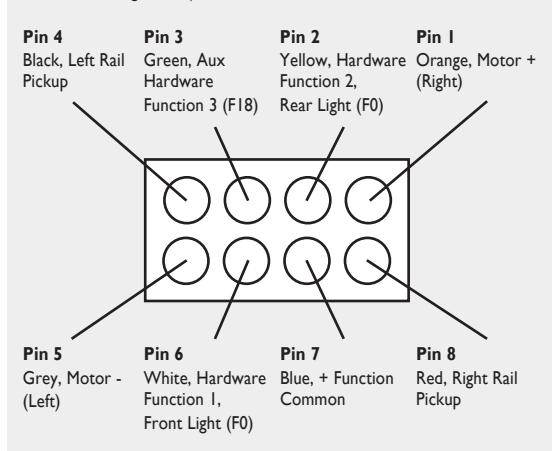 Pin 4
Black, Left Rail
Pickup
Pin 3
Green, Aux
Hardware
Function 3 (F18)
Pin 2
Yellow, Hardware
Function 2,
Rear Light (F0)
Pin 1
Orange, Motor +
(Right)
Pin 5
Grey, Motor -
(Left)
Pin 6
White, Hardware
Function 1,
Front Light (F0)
Pin 7
Blue, + Function
Common
Pin 8
Red, Right Rail
Pickup